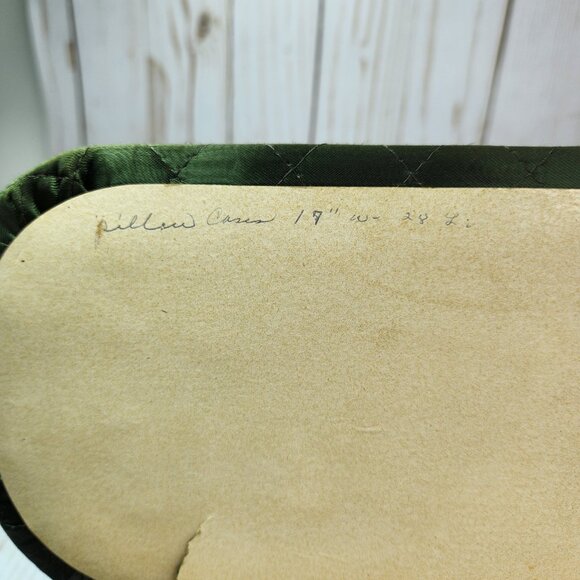 pillow Cases 17" W- 28 L.